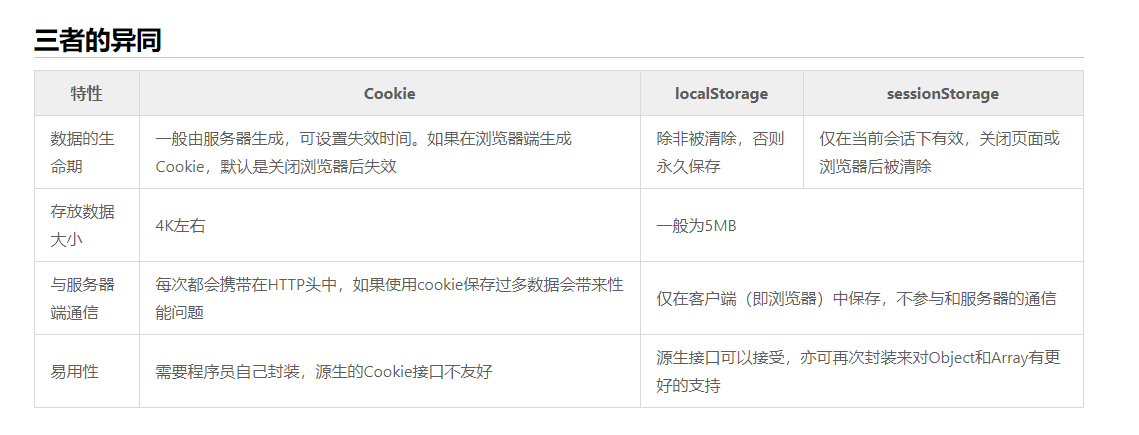 三者的异同
特性
Cookie
localStorage
sessionStorage
数据的生
命期
一般由服务器生成，可设置失效时间。如果在浏览器端生成
Cookie，默认是关闭浏览器后失效
除非被清除，否则
永久保存
仅在当前会话下有效，关闭页面或
浏览器后被清除
存放数据
大小
4K左右
一般为5MB
与服务器
端通信
每次都会携带在HTTP头中，如果使用cookie保存过多数据会带来性
能问题
仅在客户端（即浏览器）中保存，不参与和服务器的通信
易用性
需要程序员自己封装，源生的Cookie接口不友好
源生接口可以接受，亦可再次封装来对Object和Array有更
好的支持